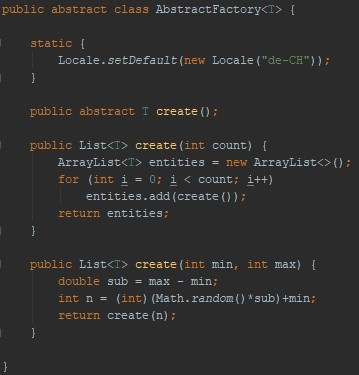 public abstract class AbstractFactory<T> {
static {
Locale.setDefault(new Locale("de-CH"));
}
public abstract T create();
public List<T> create(int count) {
ArrayList<T> entities = new ArrayList<>();
for (int i = 0; i < count; i++)
entities.add(create());
return entities;
}
public List<T> create(int min, int max) {
double sub = max - min;
int n = (int)(Math.random()*sub)+min;
return create(n);
}
}